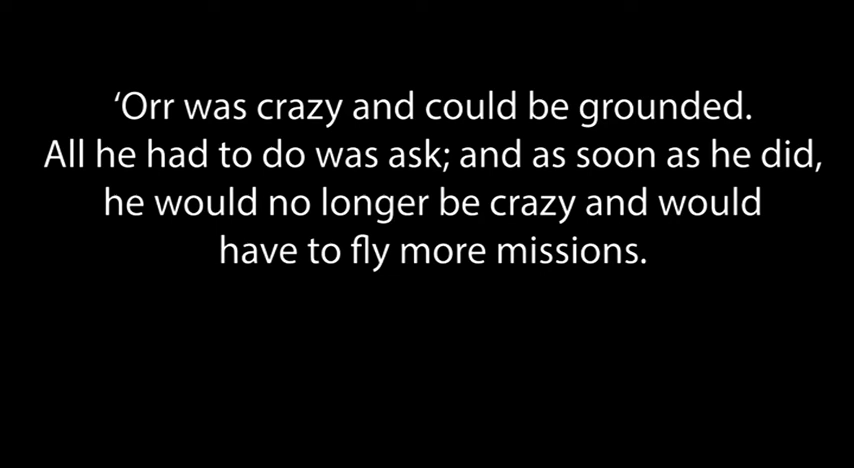 ‘Orr was crazy and could be grounded.
All he had to do was ask; and as soon as he did,
he would no longer be crazy and would
have to fly more missions.